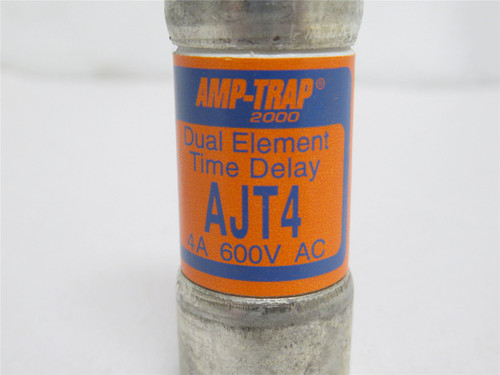 AMP-TRAP®
2000
Dual Element
Time Delay
AJT4
4A 600V AC